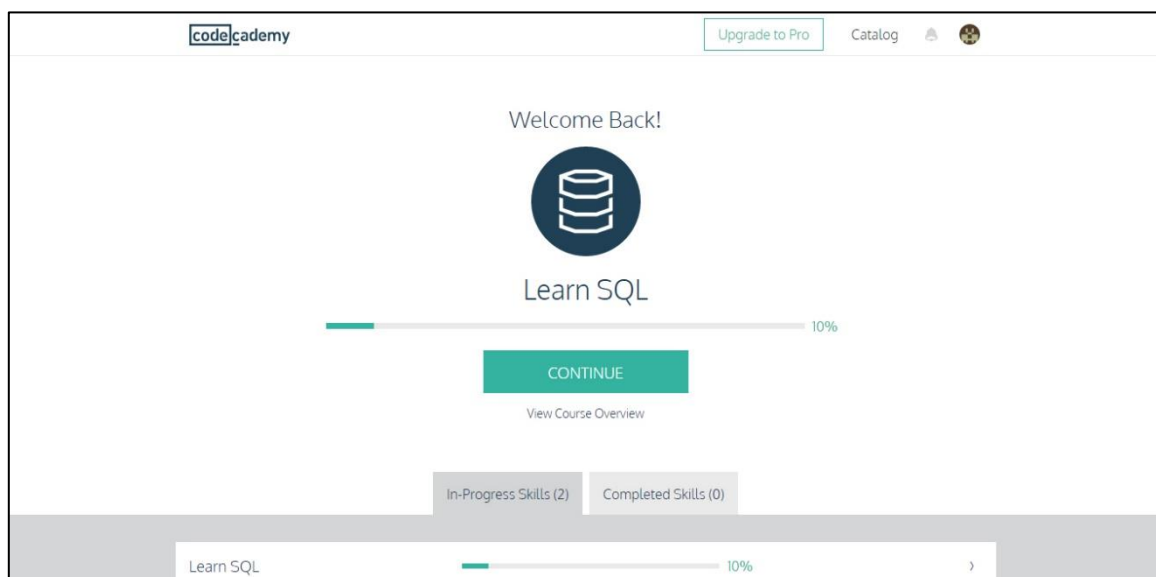 codecademy
Upgrade to Pro
Catalog
Welcome Back!
Learn SQL
10%
CONTINUE
View Course Overview
In-Progress Skills (2)
Completed Skills (0)
Learn SQL
10%